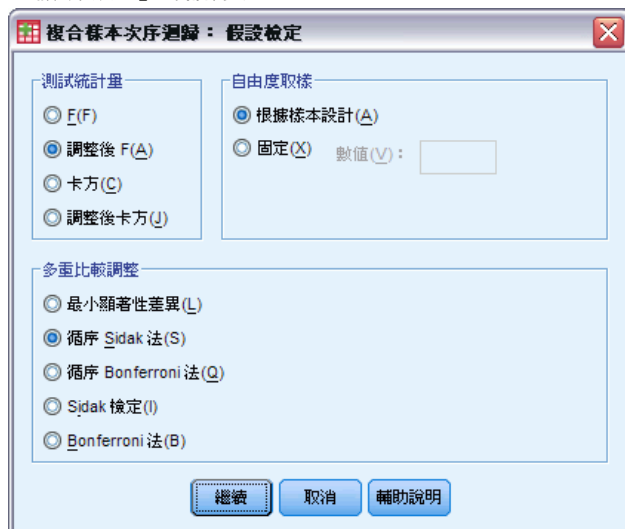 複合樣本次序迴歸： 假設檢定
測試統計量
F(F)
調整後 F(A)
卡方(C)
調整後卡方(J)
自由度取樣
根據樣本設計(A)
固定(X) 數值(V)：
多重比較調整
最小顯著性差異(L)
循序 Sidak 法(S)
循序 Bonferroni 法(Q)
Sidak 檢定(I)
Bonferroni 法(B)
繼續 取消 輔助說明